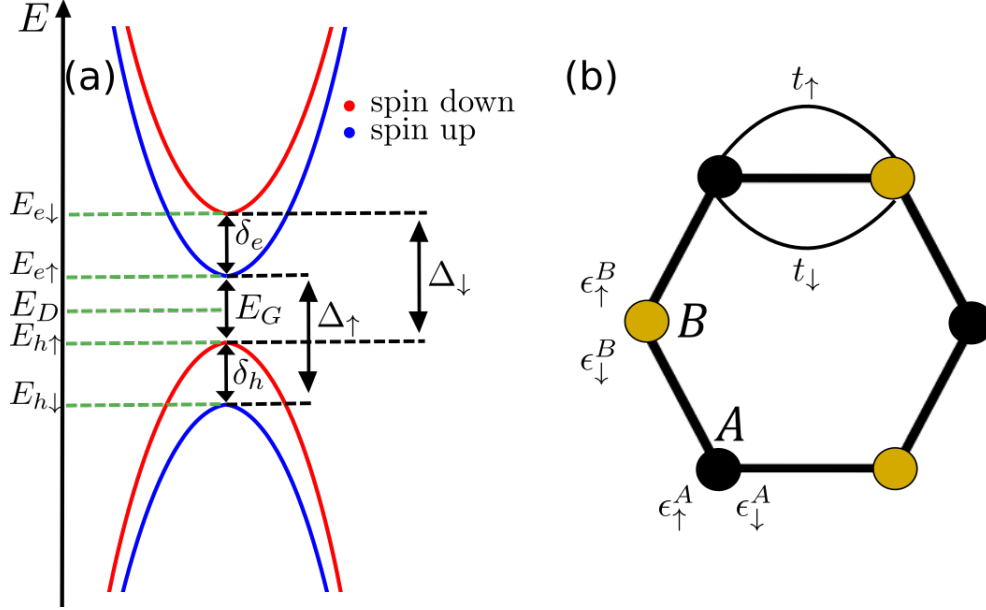 E
(a)
spin down
spin up
E_{e↓}
E_{e↑}
E_D
E_{h↑}
E_{h↓}
δ_e
E_G
δ_h
Δ_↑
Δ_↓
(b)
t_↑
t_↓
ϵ_↑^B
B
ϵ_↓^B
A
ϵ_↑^A ϵ_↓^A